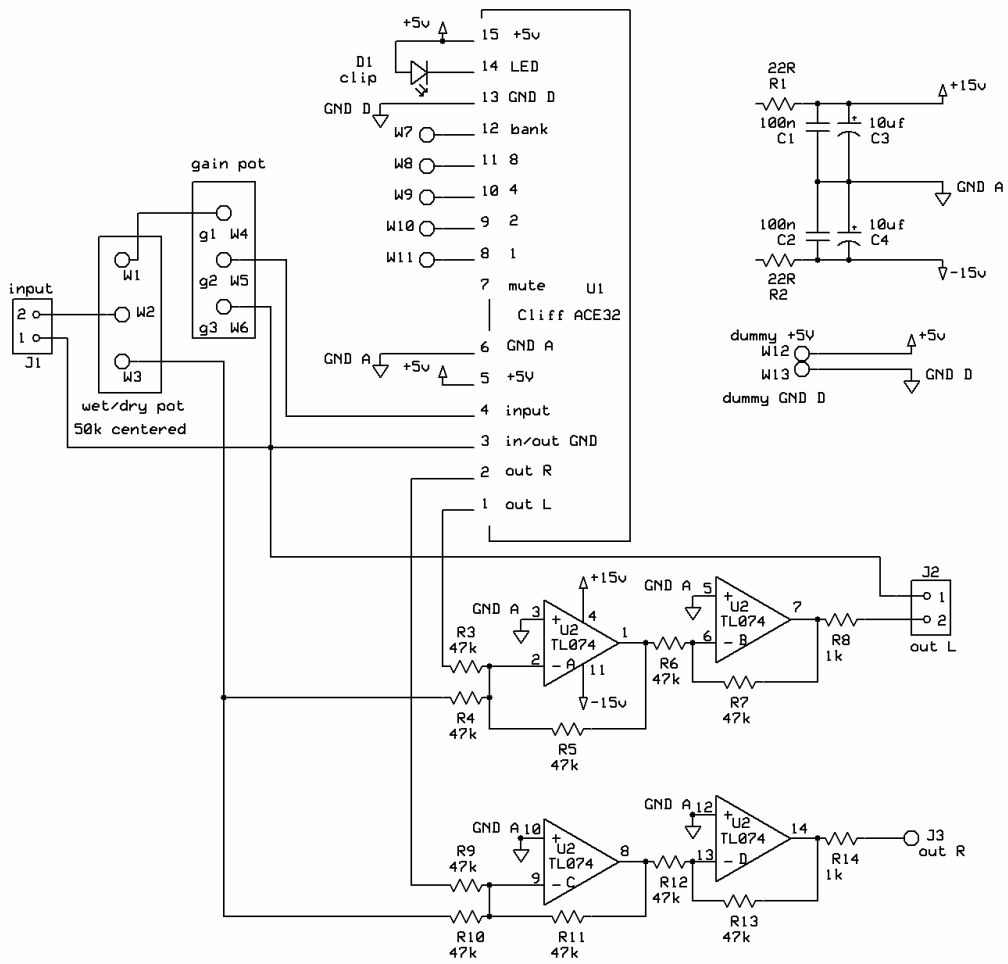 +5v
15 +5v
D1
clip
14 LED
GND D
13 GND D
W7
12 bank
W8
11 8
W9
10 4
W10
9 2
W11
8 1
7 mute
U1
Cliff ACE32
GND A
6 GND A
+5v
5 +5V
4 input
3 in/out GND
2 out R
1 out L
gain pot
g1 W4
g2 W5
g3 W6
W1
W2
W3
input
2
1
J1
wet/dry pot
50k centered
22R
R1
+15v
100n
C1
+
10uf
C3
GND A
100n
C2
+
10uf
C4
22R
R2
-15v
dummy +5V
W12
+5v
W13
GND D
dummy GND D
R3
47k
R4
47k
GND A
3
+
U2
TL074
2
- A
+15v
4
1
11
-15v
R5
47k
R6
47k
GND A
5
+
U2
TL074
6
- B
7
R7
47k
R8
1k
J2
1
2
out L
R9
47k
R10
47k
GND A
10
+
U2
TL074
9
- C
8
R11
47k
R12
47k
GND A
12
+
U2
TL074
13
- D
14
R13
47k
R14
1k
J3
out R